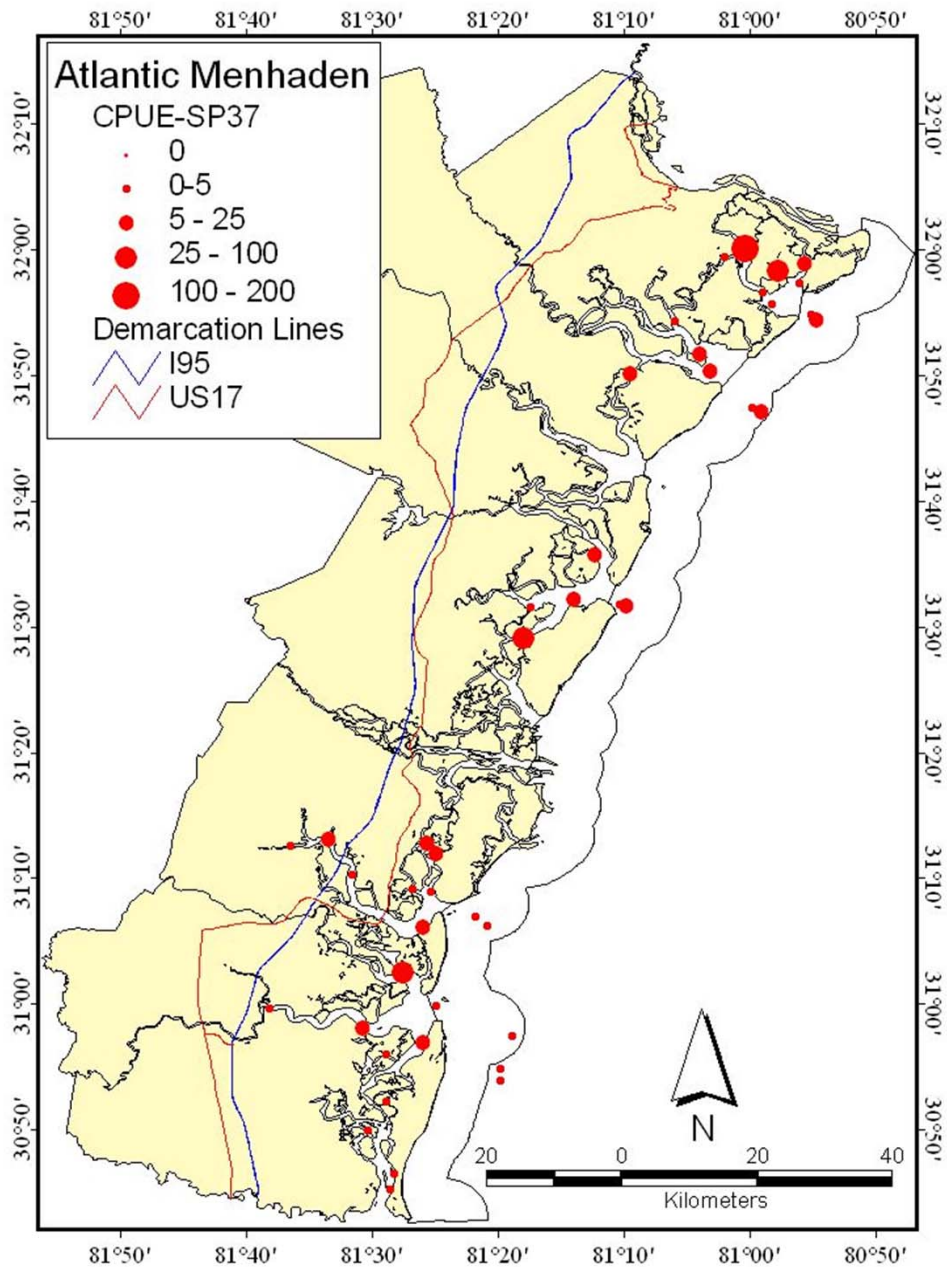 81°50' 81°40' 81°30' 81°20' 81°10' 81°00' 80°50'
Atlantic Menhaden
CPUE-SP37
0
0-5
5 - 25
25 - 100
100 - 200
Demarcation Lines
I95
US17
32°10' 32°10'
32°00' 32°00'
31°50' 31°50'
31°40' 31°40'
31°30' 31°30'
31°20' 31°20'
31°10' 31°10'
31°00' 31°00'
30°50' 30°50'
N
20 0 20 40
Kilometers
81°50' 81°40' 81°30' 81°20' 81°10' 81°00' 80°50'